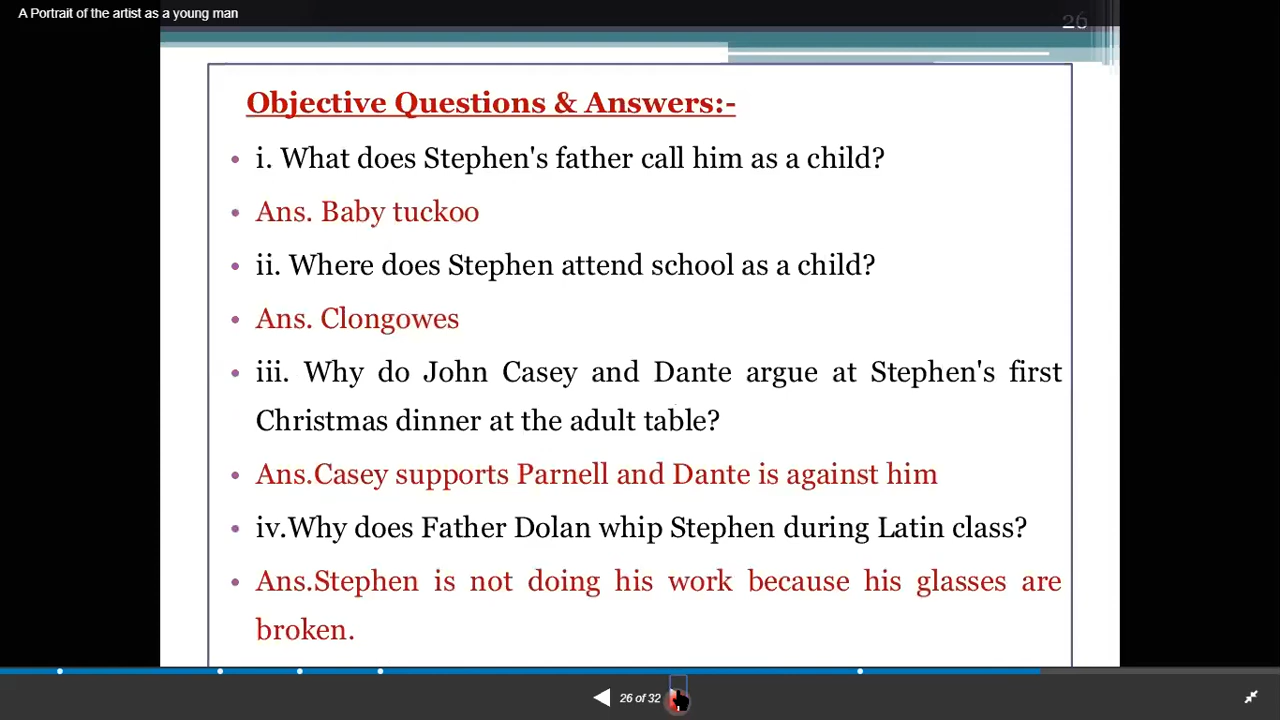 A Portrait of the artist as a young man
26
Objective Questions & Answers:-
• i. What does Stephen's father call him as a child?
• Ans. Baby tuckoo
• ii. Where does Stephen attend school as a child?
• Ans. Clongowes
• iii. Why do John Casey and Dante argue at Stephen's first
Christmas dinner at the adult table?
• Ans.Casey supports Parnell and Dante is against him
• iv.Why does Father Dolan whip Stephen during Latin class?
• Ans.Stephen is not doing his work because his glasses are
broken.
26 of 32